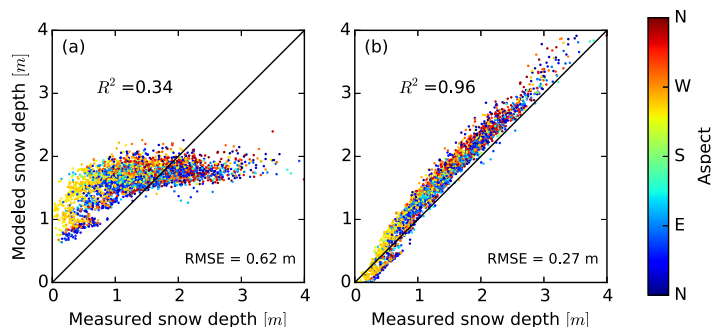 (a)
R² =0.34
RMSE = 0.62 m
4
3
2
1
0
0 1 2 3 4
Modeled snow depth [m]
Measured snow depth [m]
(b)
R² =0.96
RMSE = 0.27 m
4
3
2
1
0
0 1 2 3 4
Measured snow depth [m]
N
W
S
E
N
Aspect